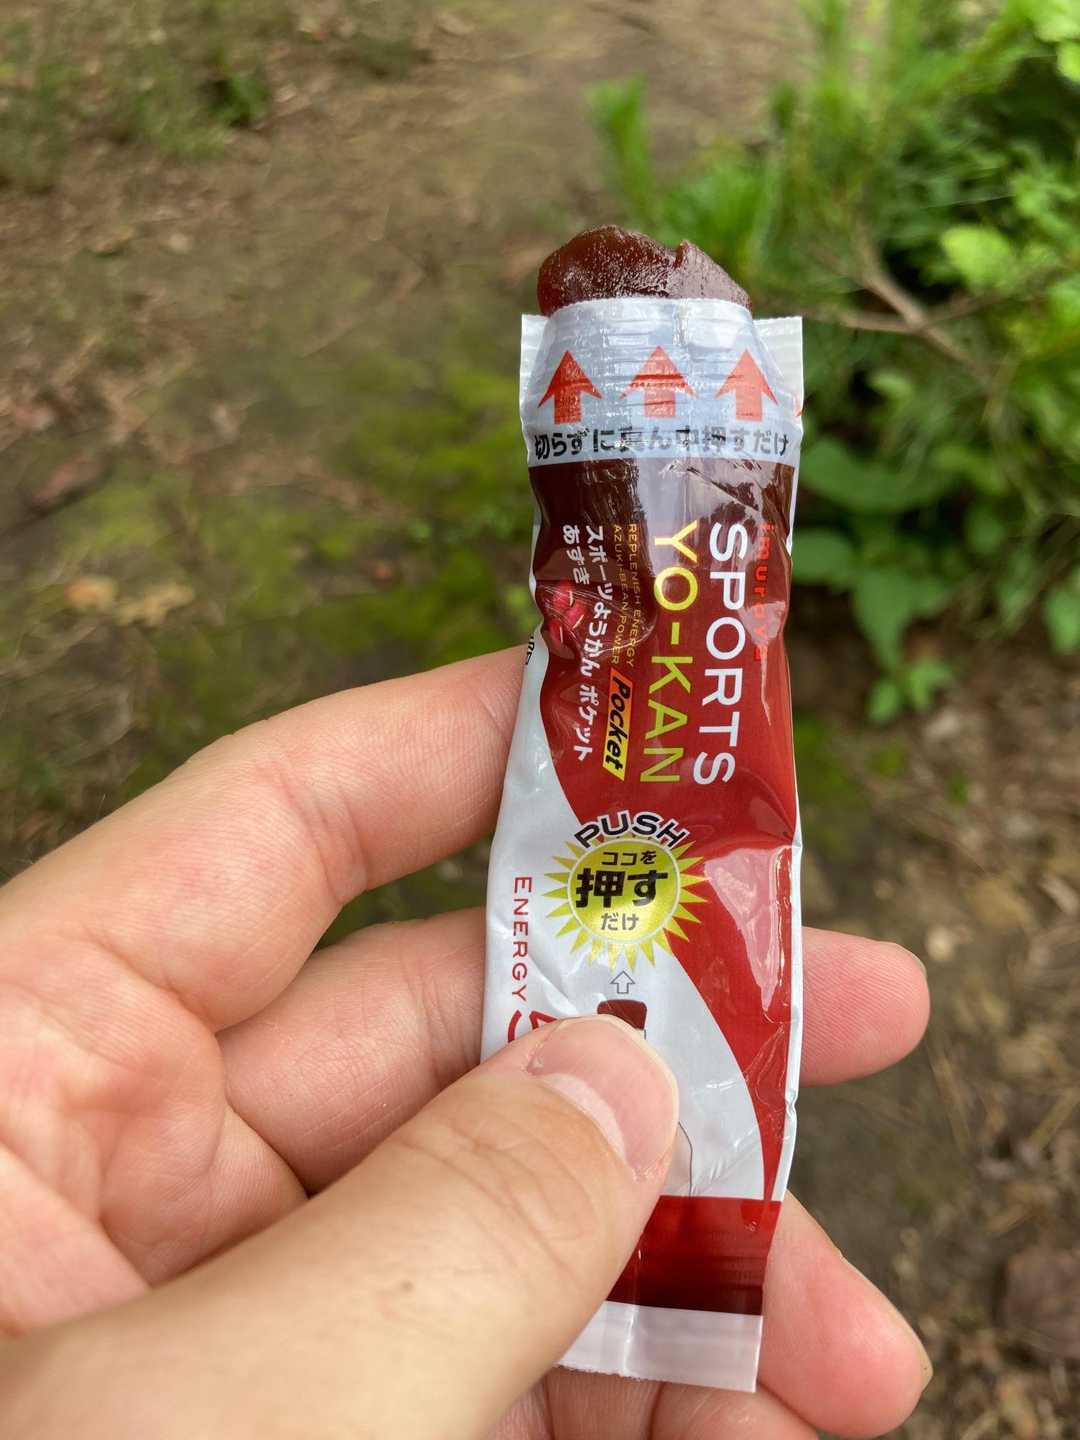 切らずに真ん中押すだけ
imuraya
SPORTS
YO-KAN
REPLENISH ENERGY
AZUKI-BEAN POWER
Pocket
スポーツようかん ポケット
あずき
PUSH
ココを
押す
だけ
ENERGY